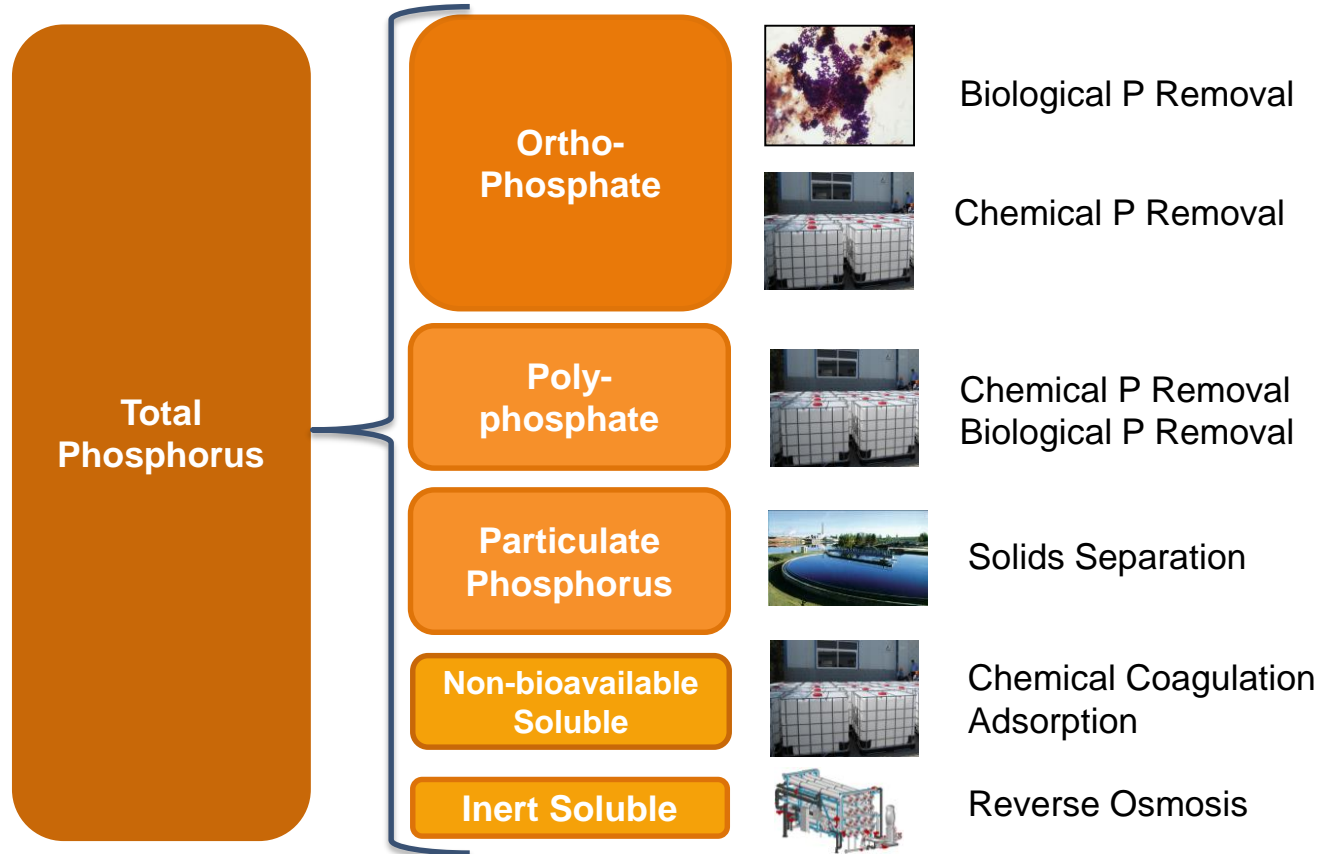 Total
Phosphorus
Ortho-
Phosphate
Biological P Removal
Chemical P Removal
Poly-
phosphate
Chemical P Removal
Biological P Removal
Particulate
Phosphorus
Solids Separation
Non-bioavailable
Soluble
Chemical Coagulation
Adsorption
Inert Soluble
Reverse Osmosis